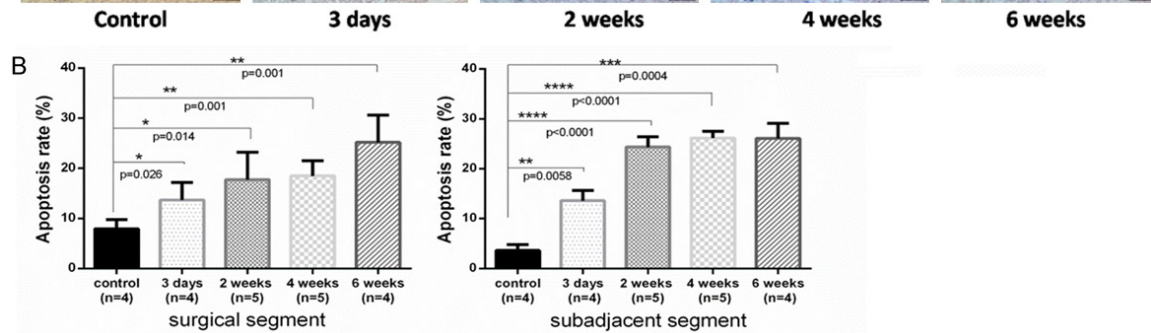 Control 3 days 2 weeks 4 weeks 6 weeks
B
Apoptosis rate (%)
40
30
20
10
0
**
p=0.001
**
p=0.001
*
p=0.014
*
p=0.026
control 3 days 2 weeks 4 weeks 6 weeks
(n=4) (n=4) (n=5) (n=5) (n=4)
surgical segment
Apoptosis rate (%)
40
30
20
10
0
***
p=0.0004
****
p<0.0001
****
p<0.0001
**
p=0.0058
control 3 days 2 weeks 4 weeks 6 weeks
(n=4) (n=4) (n=5) (n=5) (n=4)
subadjacent segment